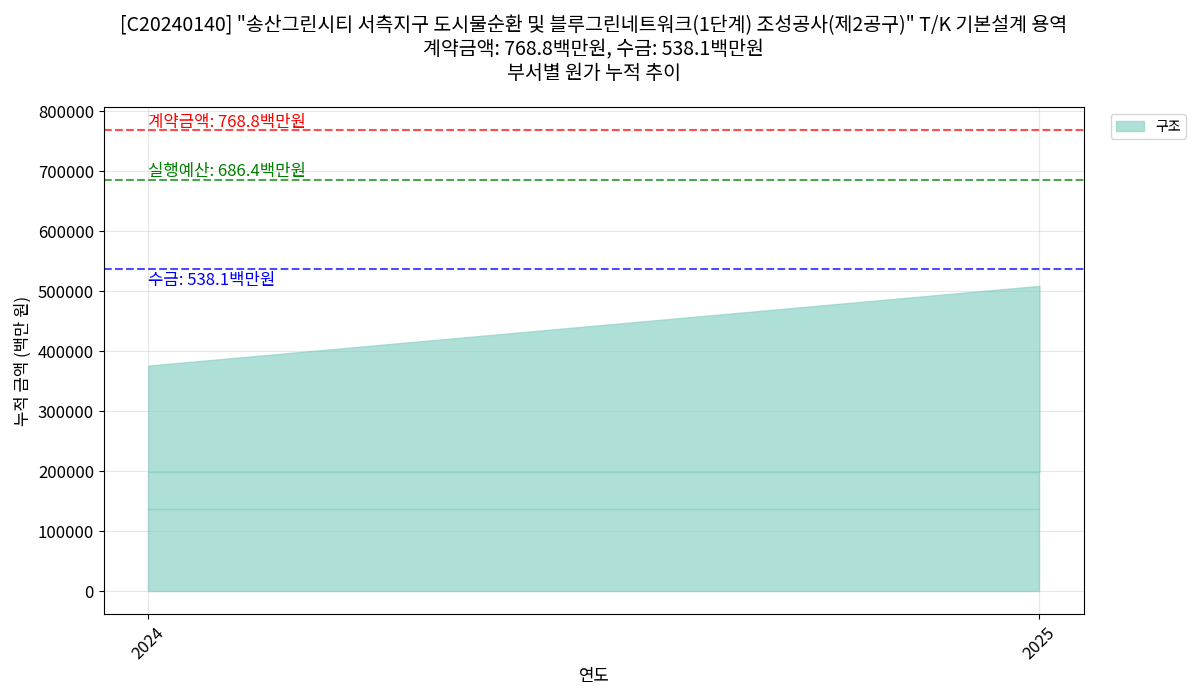 [C20240140] "송산그린시티 서측지구 도시물순환 및 블루그린네트워크(1단계) 조성공사(제2공구)" T/K 기본설계 용역
계약금액: 768.8백만원, 수금: 538.1백만원
부서별 원가 누적 추이
800000
계약금액: 768.8백만원
구조
700000
실행예산: 686.4백만원
600000
수금: 538.1백만원
500000
400000
300000
200000
100000
0
누적 금액 (백만 원)
2024
2025
연도